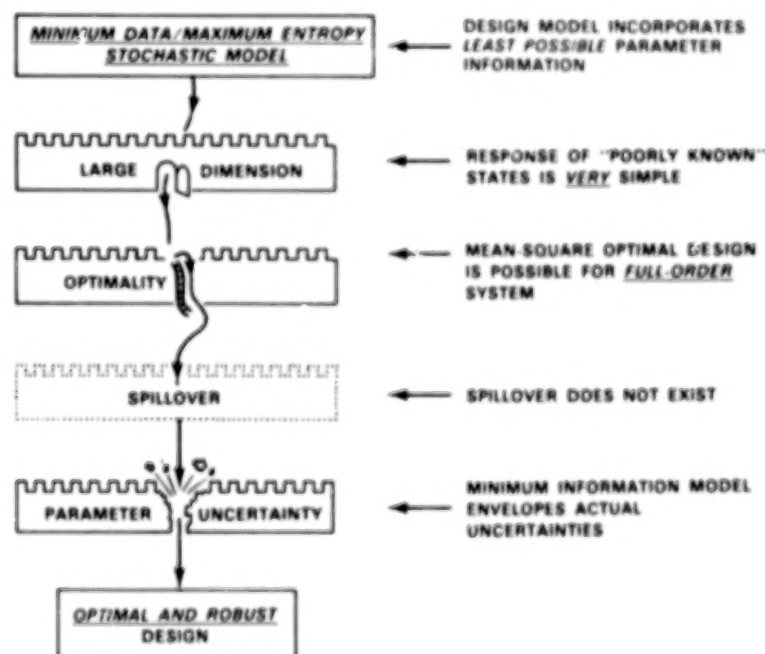 MINIMUM DATA/MAXIMUM ENTROPY
STOCHASTIC MODEL
DESIGN MODEL INCORPORATES
LEAST POSSIBLE PARAMETER
INFORMATION
LARGE DIMENSION
RESPONSE OF "POORLY KNOWN"
STATES IS VERY SIMPLE
OPTIMALITY
MEAN-SQUARE OPTIMAL DESIGN
IS POSSIBLE FOR FULL-ORDER
SYSTEM
SPILLOVER
SPILLOVER DOES NOT EXIST
PARAMETER UNCERTAINTY
MINIMUM INFORMATION MODEL
ENVELOPES ACTUAL
UNCERTAINTIES
OPTIMAL AND ROBUST
DESIGN